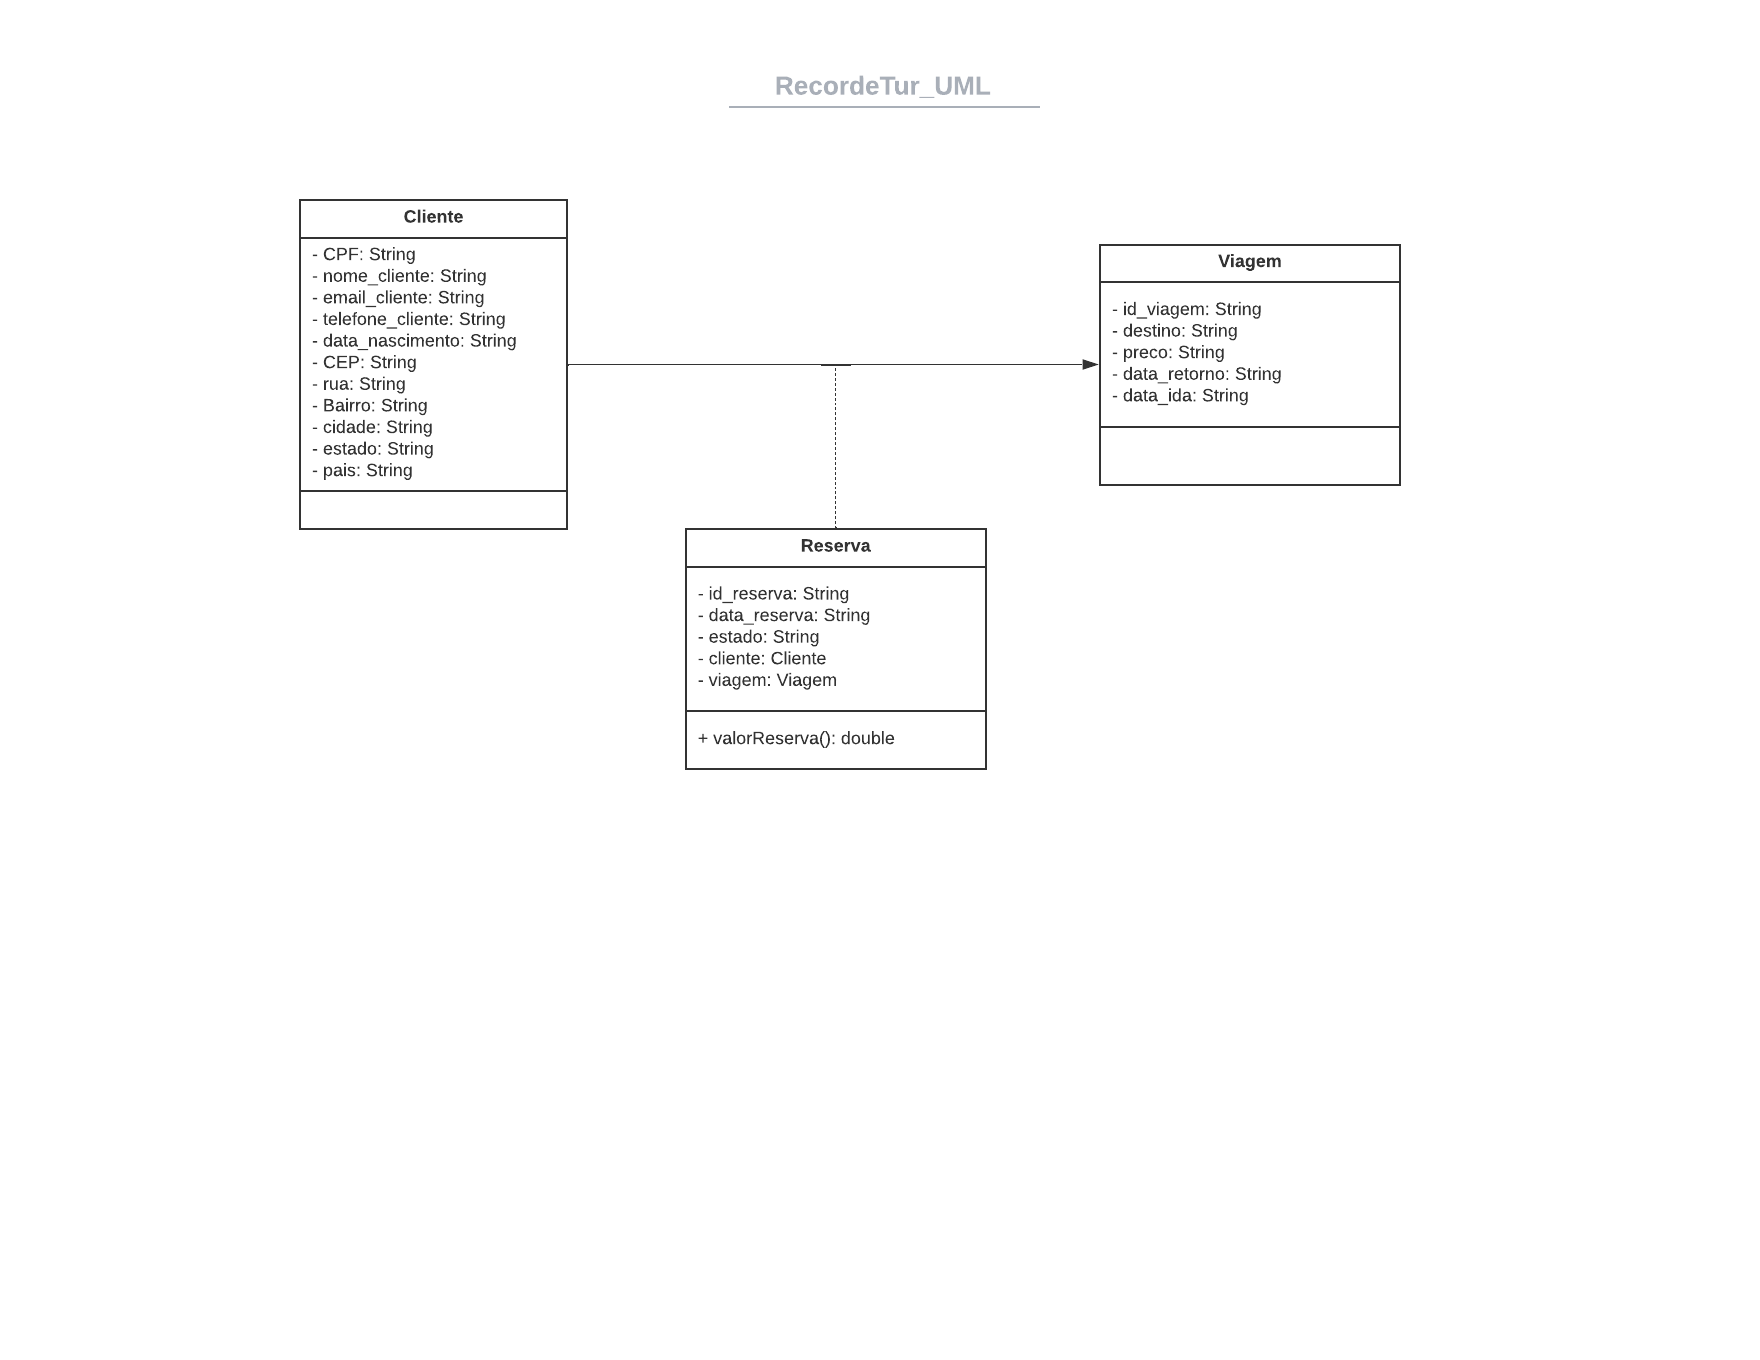 RecordeTur_UML
Cliente
- CPF: String
- nome_cliente: String
- email_cliente: String
- telefone_cliente: String
- data_nascimento: String
- CEP: String
- rua: String
- Bairro: String
- cidade: String
- estado: String
- pais: String
Viagem
- id_viagem: String
- destino: String
- preco: String
- data_retorno: String
- data_ida: String
Reserva
- id_reserva: String
- data_reserva: String
- estado: String
- cliente: Cliente
- viagem: Viagem
+ valorReserva(): double